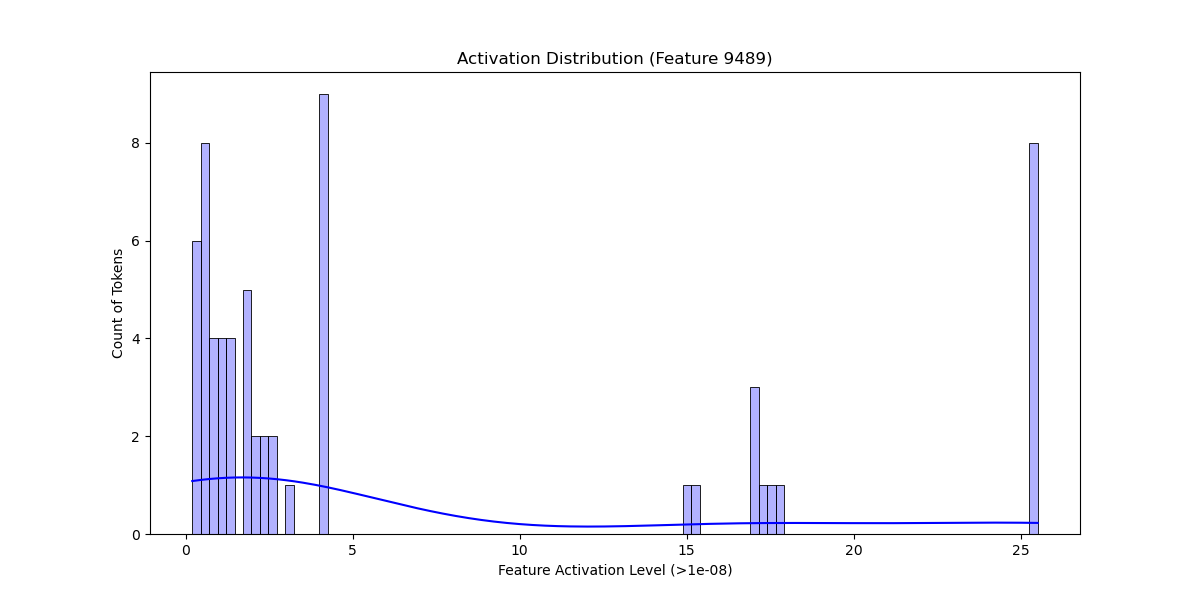 Activation Distribution (Feature 9489)
8
6
4
2
0
Count of Tokens
0 5 10 15 20 25
Feature Activation Level (>1e-08)